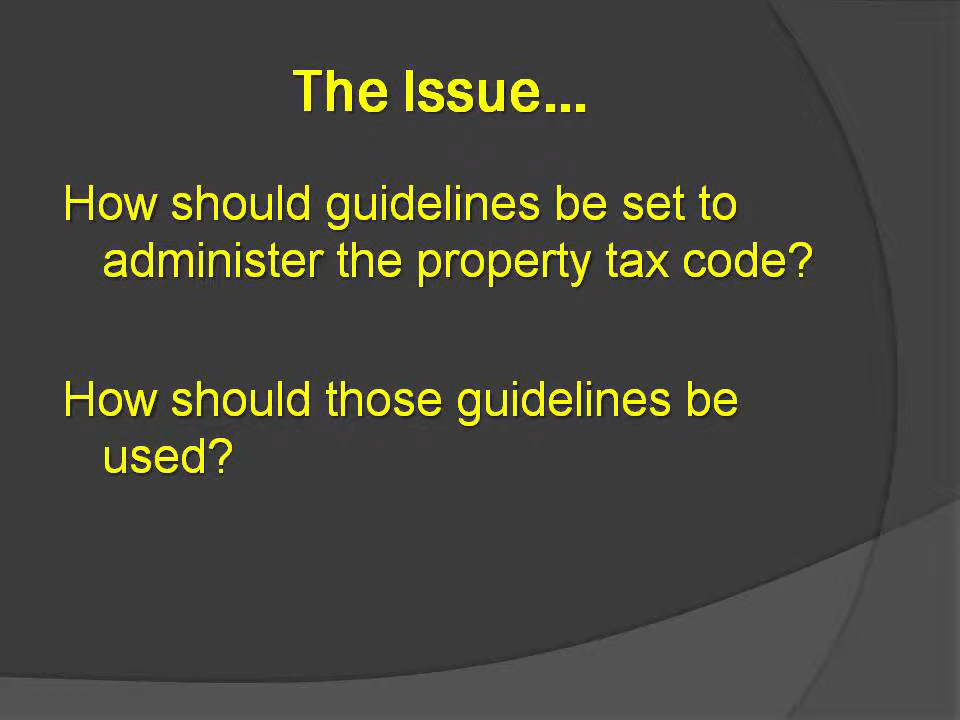 The Issue...
How should guidelines be set to
administer the property tax code?
How should those guidelines be
used?